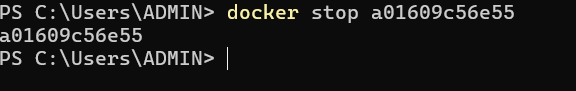 PS C:\Users\ADMIN> docker stop a01609c56e55
a01609c56e55
PS C:\Users\ADMIN>